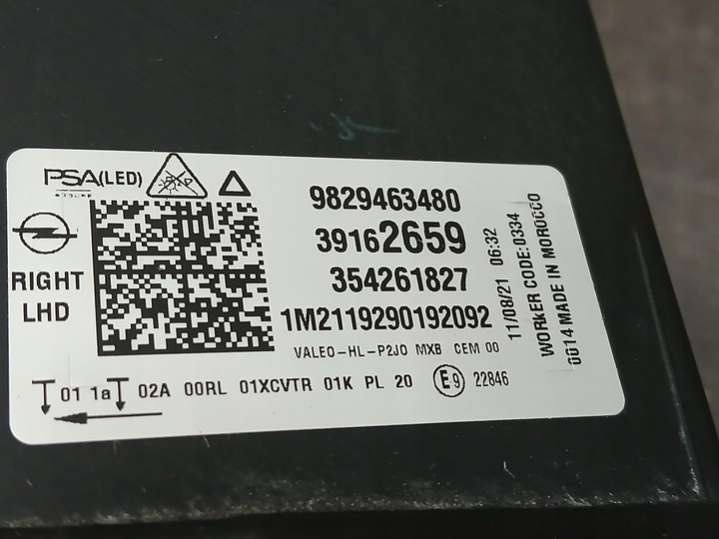 PSA(LED)
RIGHT
LHD
9829463480
39162659
354261827
1M2119290192092
VALEO-HL-P2JO MXB CEM 00
01 1a 02A 00RL 01XCVTR 01K PL 20 E9 22846
11/08/21 06:32
WORKER CODE:0334
0014 MADE IN MOROCCO